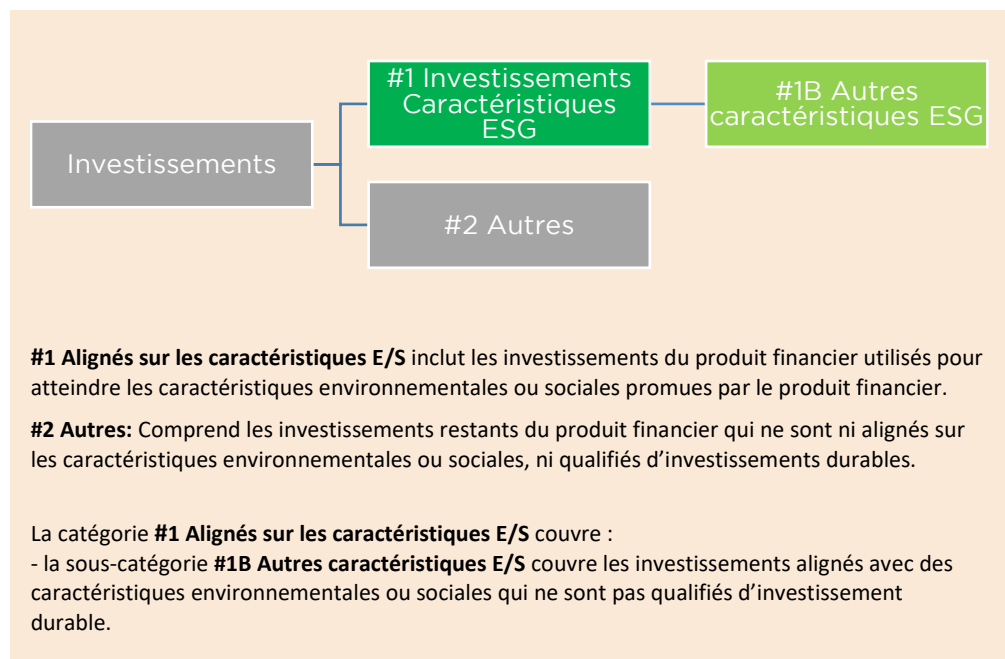 #1 Investissements
Caractéristiques
ESG
#1B Autres
caractéristiques ESG
Investissements
#2 Autres
#1 Alignés sur les caractéristiques E/S inclut les investissements du produit financier utilisés pour
atteindre les caractéristiques environnementales ou sociales promues par le produit financier.
#2 Autres: Comprend les investissements restants du produit financier qui ne sont ni alignés sur
les caractéristiques environnementales ou sociales, ni qualifiés d’investissements durables.
La catégorie #1 Alignés sur les caractéristiques E/S couvre :
- la sous-catégorie #1B Autres caractéristiques E/S couvre les investissements alignés avec des
caractéristiques environnementales ou sociales qui ne sont pas qualifiés d’investissement
durable.